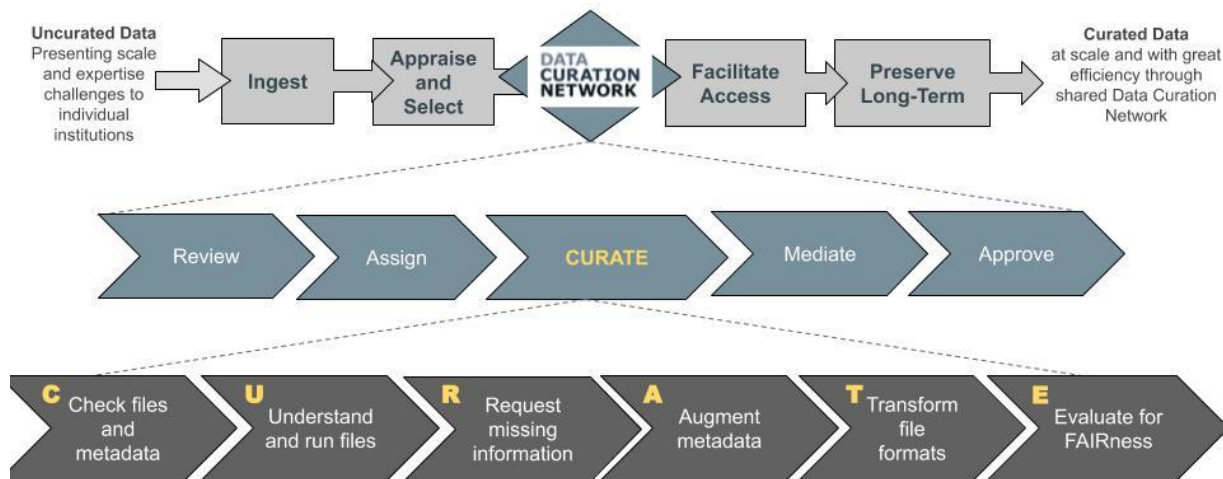 Uncurated Data
Presenting scale
and expertise
challenges to
individual
institutions
Ingest
Appraise
and
Select
DATA
CURATION
NETWORK
Facilitate
Access
Preserve
Long-Term
Curated Data
at scale and with great
efficiency through
shared Data Curation
Network
Review
Assign
CURATE
Mediate
Approve
C
Check files
and
metadata
U
Understand
and run files
R
Request
missing
information
A
Augment
metadata
T
Transform
file
formats
E
Evaluate for
FAIRness